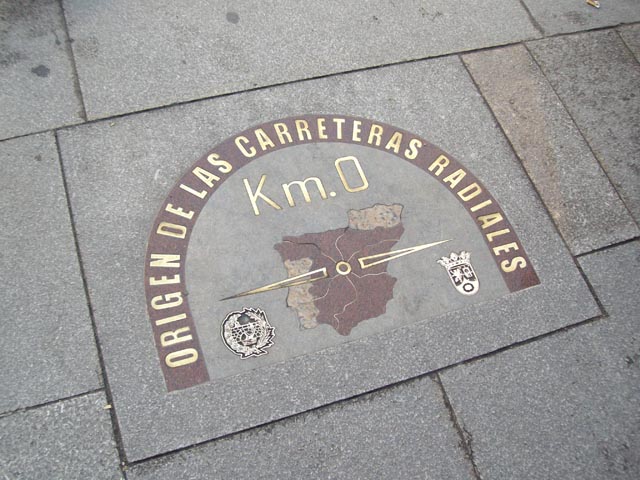 ORIGEN DE LAS CARRETERAS RADIALES
Km.0